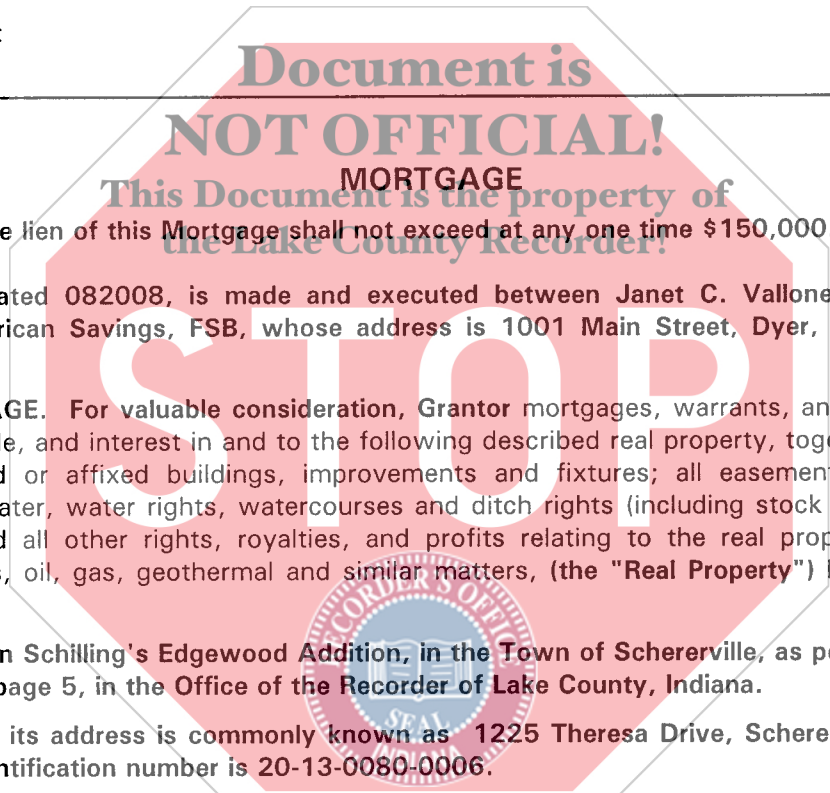 Document is
NOT OFFICIAL!
MORTGAGE
This Document is the property of
the Lake County Recorder!
e lien of this Mortgage shall not exceed at any one time $150,000
ated 082008, is made and executed between Janet C. Vallone
rican Savings, FSB, whose address is 1001 Main Street, Dyer,
STOP
GE. For valuable consideration, Grantor mortgages, warrants, an
le, and interest in and to the following described real property, toge
d or affixed buildings, improvements and fixtures; all easement
ater, water rights, watercourses and ditch rights (including stock
d all other rights, royalties, and profits relating to the real prop
, oil, gas, geothermal and similar matters, (the "Real Property")
RECORDER'S OFFICE
n Schilling's Edgewood Addition, in the Town of Schererville, as pe
page 5, in the Office of the Recorder of Lake County, Indiana.
SEAL
its address is commonly known as 1225 Theresa Drive, Schere
INDIANA
ntification number is 20-13-0080-0006.